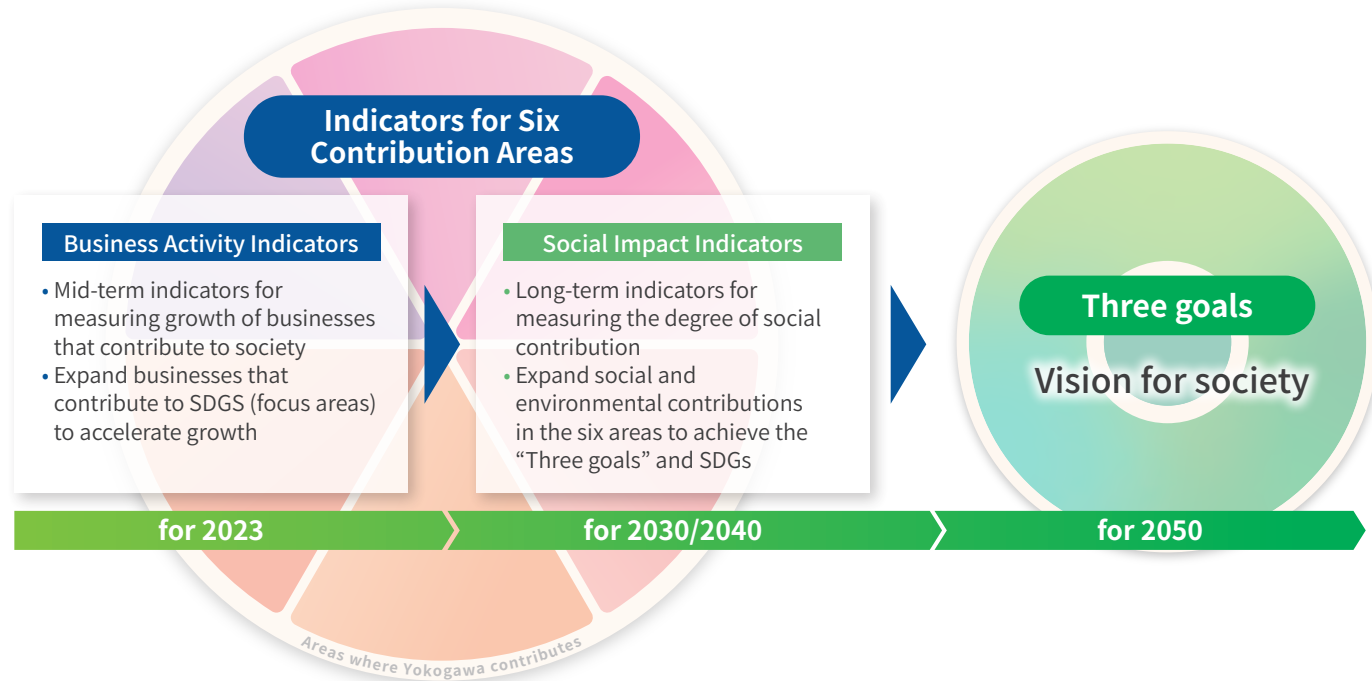 Indicators for Six
Contribution Areas
Business Activity Indicators
• Mid-term indicators for
measuring growth of businesses
that contribute to society
• Expand businesses that
contribute to SDGS (focus areas)
to accelerate growth
Social Impact Indicators
• Long-term indicators for
measuring the degree of social
contribution
• Expand social and
environmental contributions
in the six areas to achieve the
“Three goals” and SDGs
Three goals
Vision for society
for 2023
for 2030/2040
for 2050
Areas where Yokogawa contributes